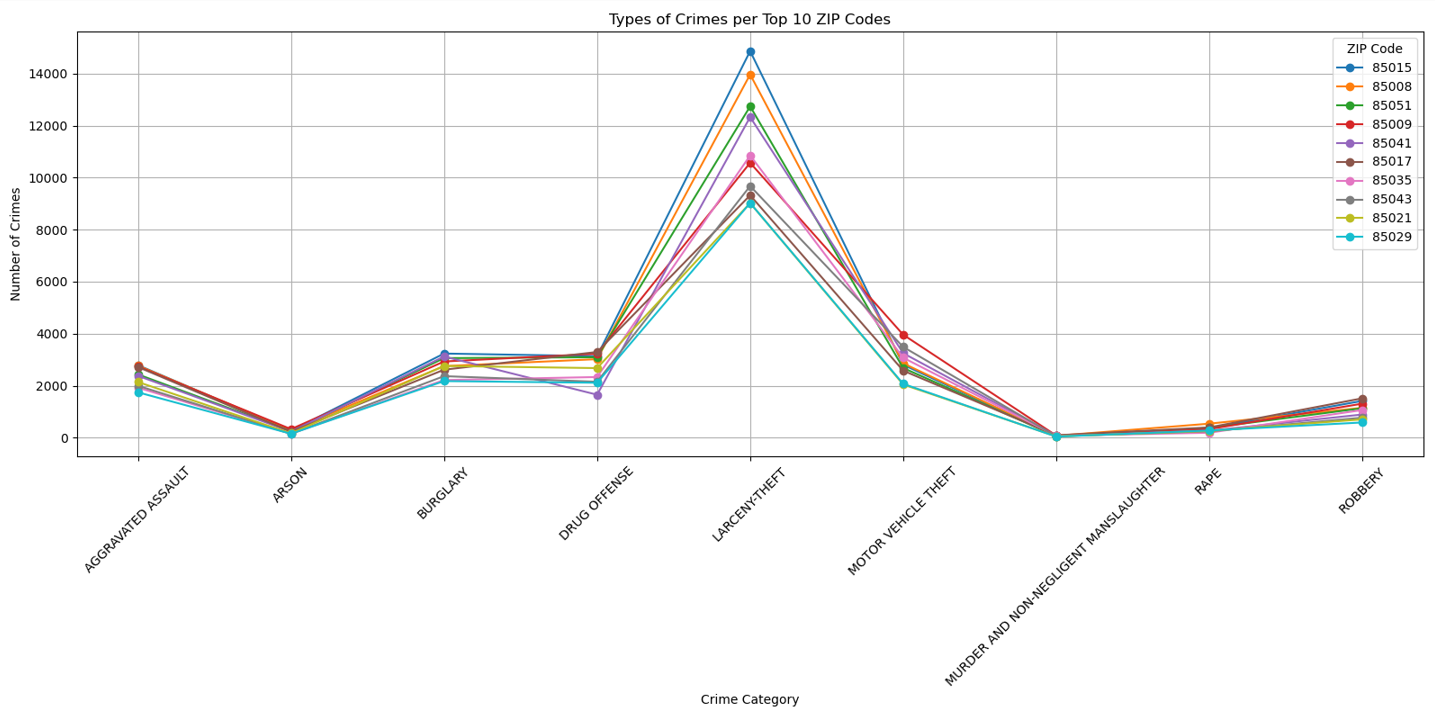 Types of Crimes per Top 10 ZIP Codes
Number of Crimes
14000
12000
10000
8000
6000
4000
2000
0
ZIP Code
85015
85008
85051
85009
85041
85017
85035
85043
85021
85029
AGGRAVATED ASSAULT
ARSON
BURGLARY
DRUG OFFENSE
LARCENY-THEFT
MOTOR VEHICLE THEFT
MURDER AND NON-NEGLIGENT MANSLAUGHTER
RAPE
ROBBERY
Crime Category